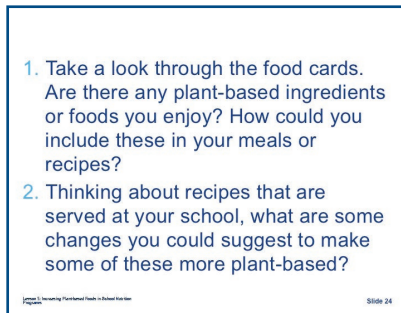 1. Take a look through the food cards.
Are there any plant-based ingredients
or foods you enjoy? How could you
include these in your meals or
recipes?
2. Thinking about recipes that are
served at your school, what are some
changes you could suggest to make
some of these more plant-based?
Lesson 5: Increasing Plant-based Foods in School Nutrition
Programs
Slide 24